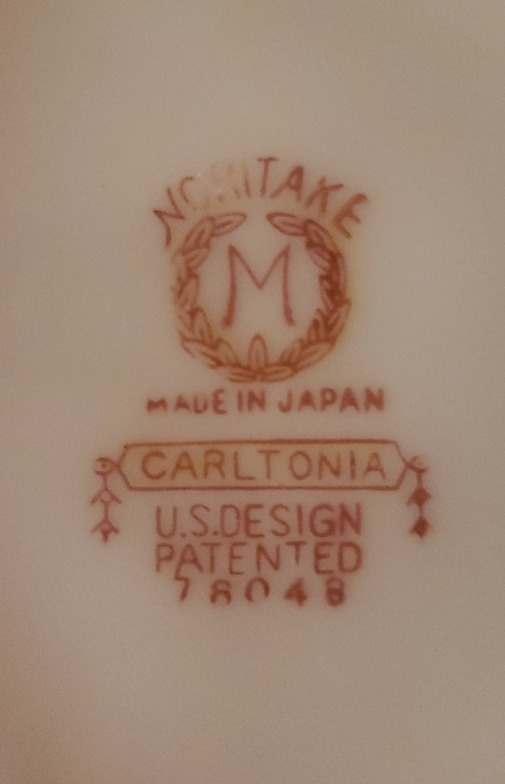 NORITAKE
M
MADE IN JAPAN
CARLTONIA
U.S.DESIGN
PATENTED
78048